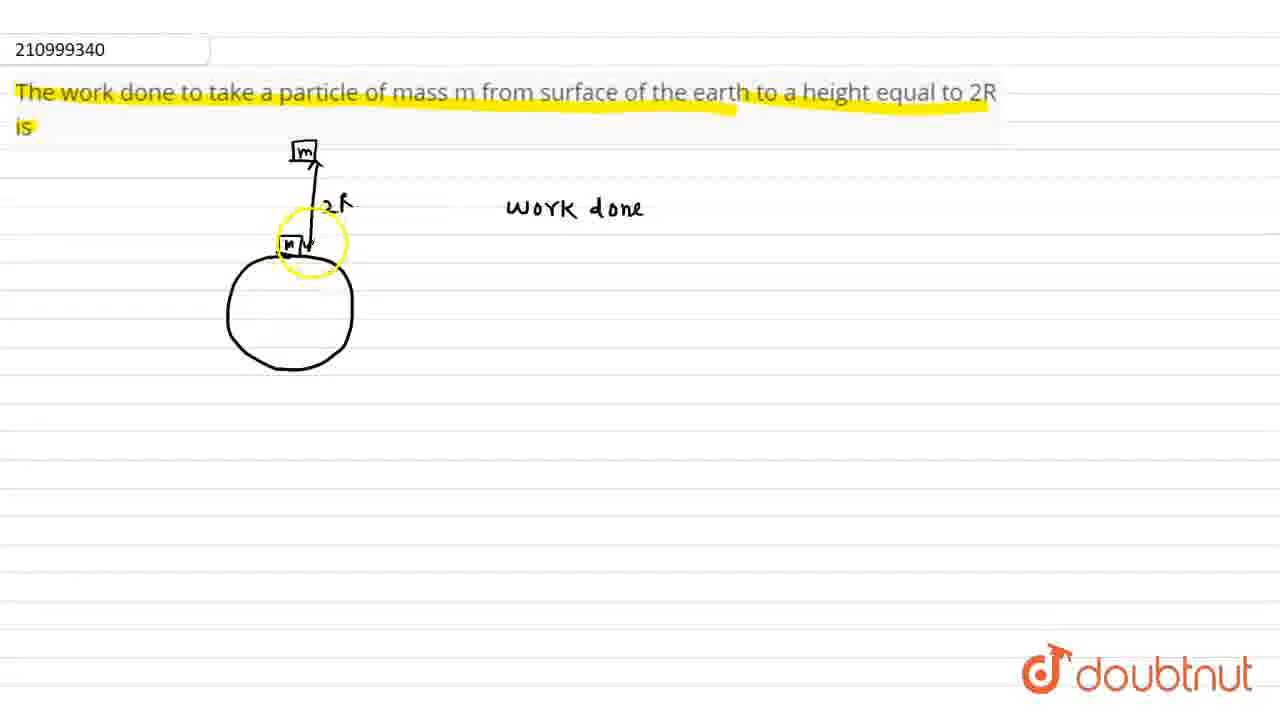 210999340
The work done to take a particle of mass m from surface of the earth to a height equal to 2R
is
m
2R
work done
m
doubtnut